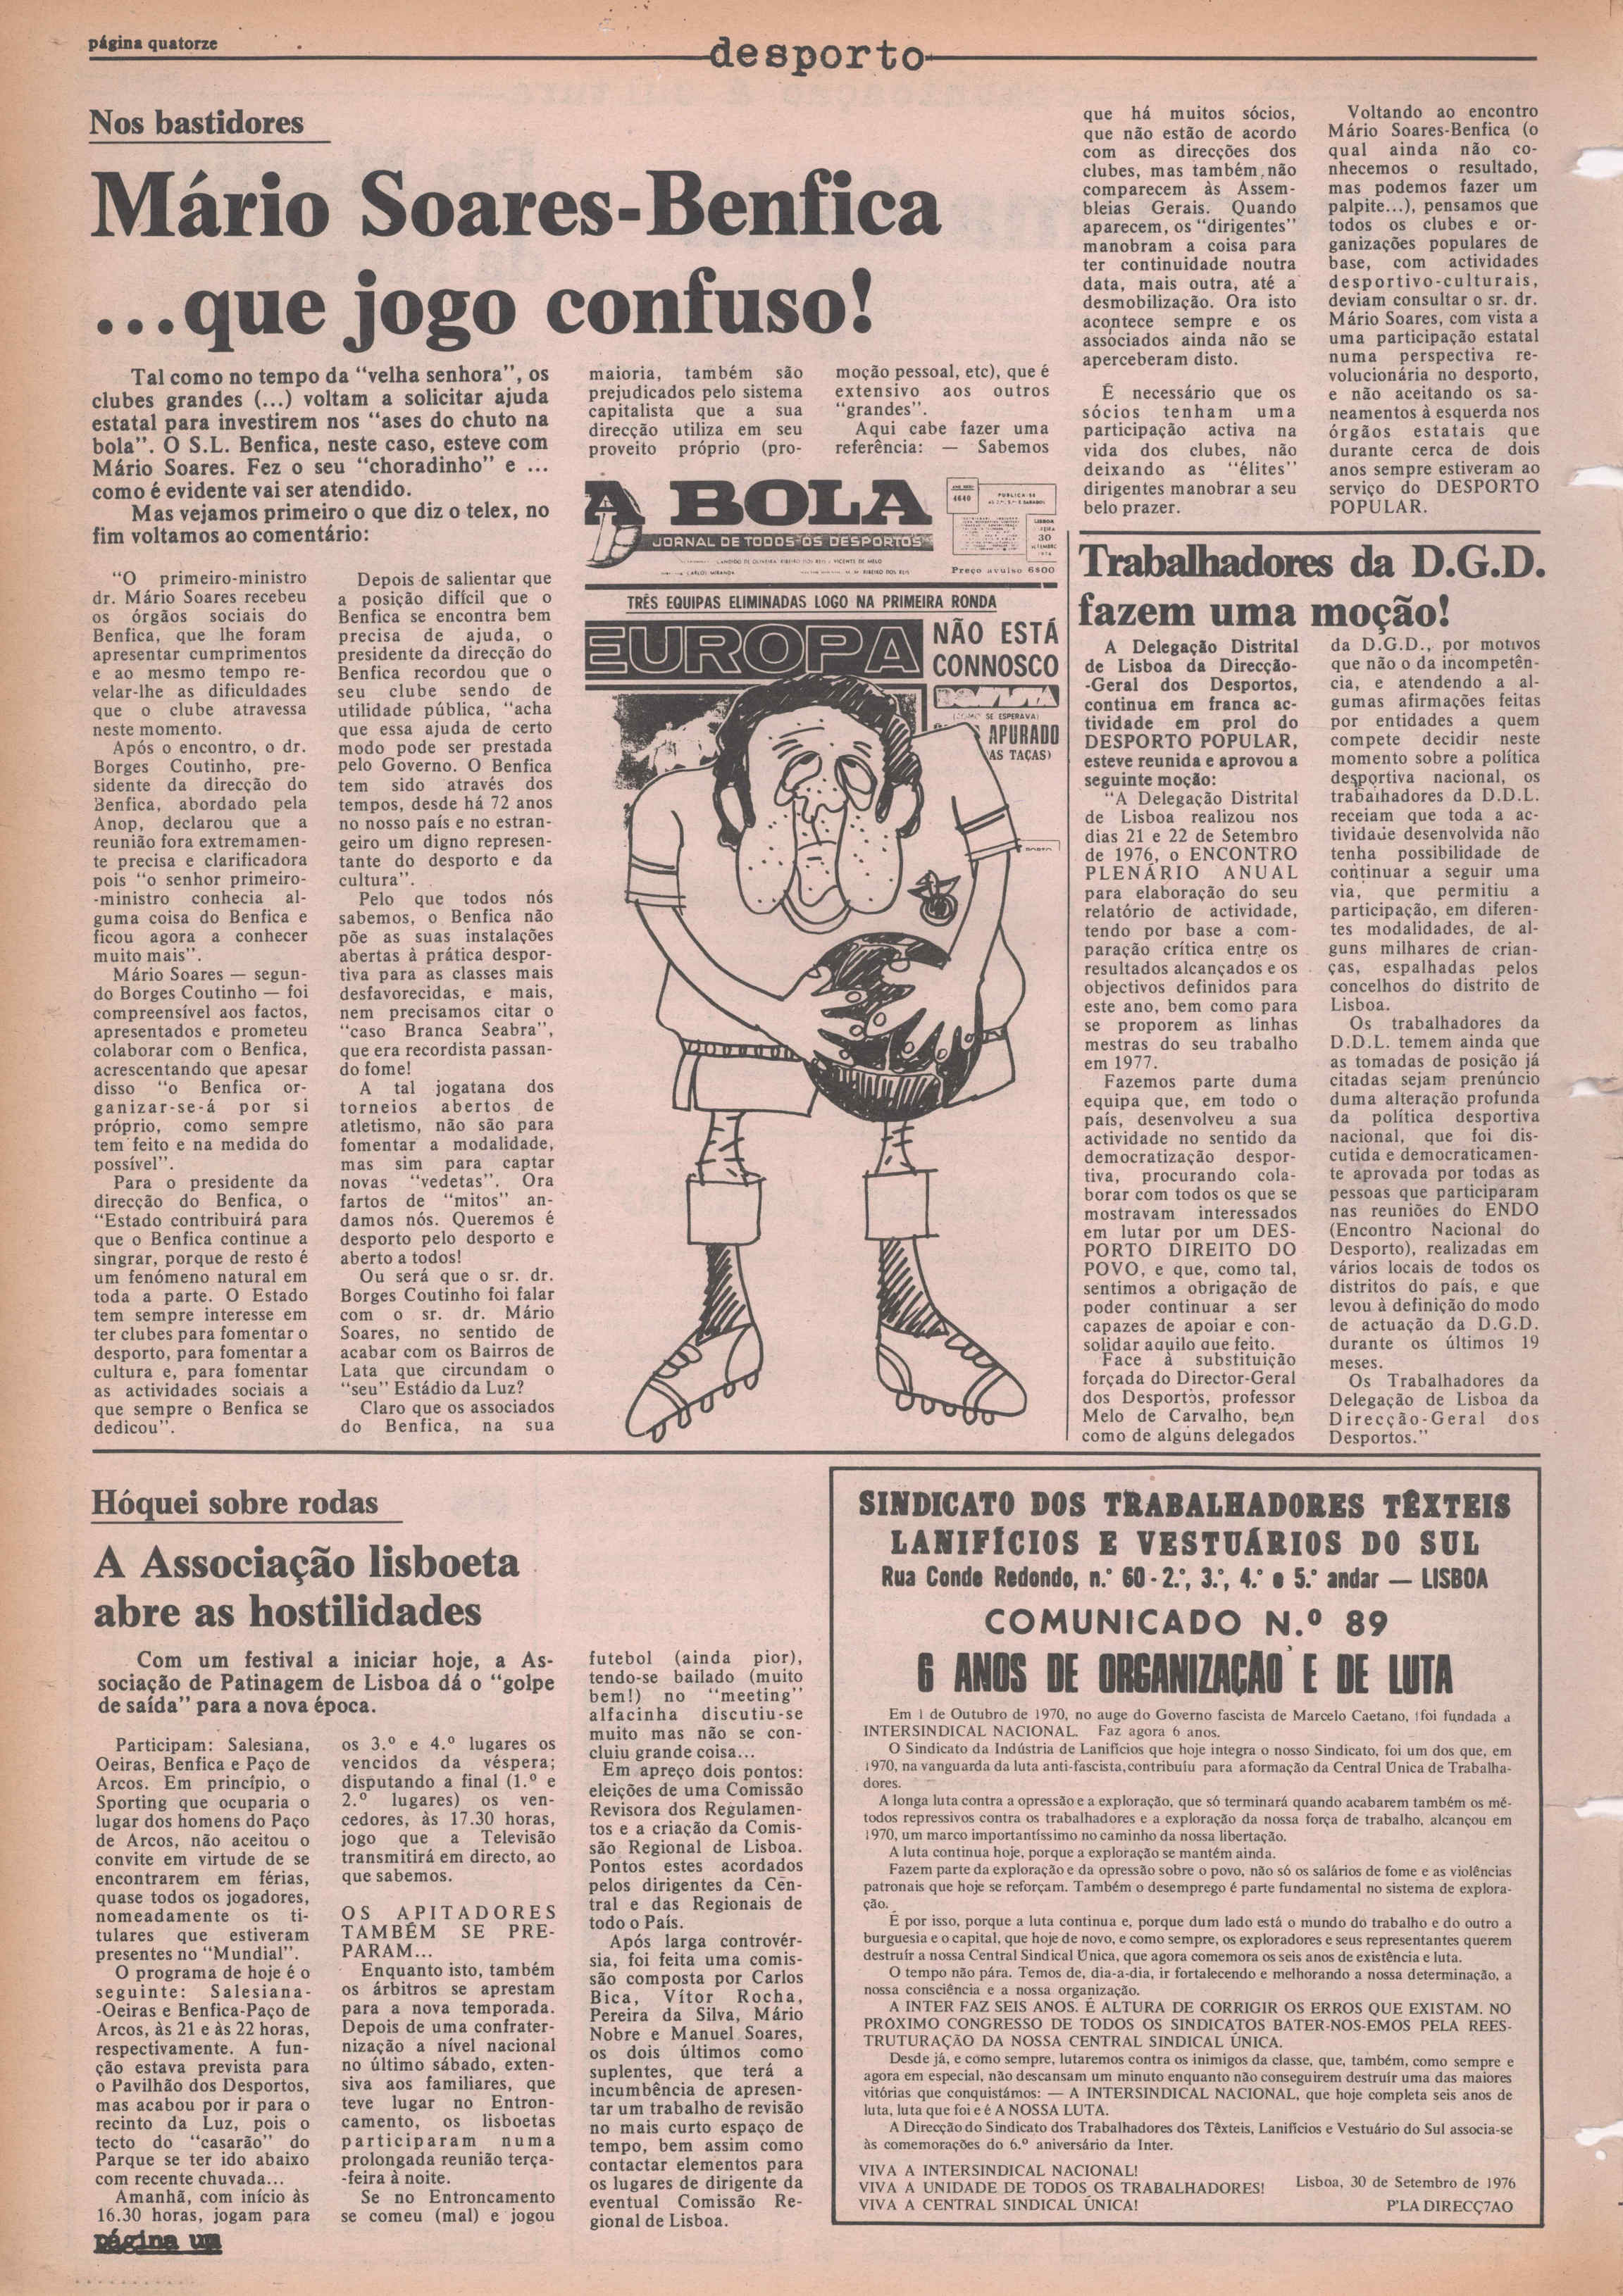 página quatorze
desporto
Nos bastidores
Mário Soares-Benfica
...que jogo confuso!
Tal como no tempo da “velha senhora”, os
clubes grandes (...) voltam a solicitar ajuda
estatal para investirem nos “ases do chuto na
bola”. O S.L. Benfica, neste caso, esteve com
Mário Soares. Fez o seu “choradinho” e ...
como é evidente vai ser atendido.
Mas vejamos primeiro o que diz o telex, no
fim voltamos ao comentário:
“O primeiro-ministro
dr. Mário Soares recebeu
os órgãos sociais do
Benfica, que lhe foram
apresentar cumprimentos
e ao mesmo tempo re-
velar-lhe as dificuldades
que o clube atravessa
neste momento.
Após o encontro, o dr.
Borges Coutinho, pre-
sidente da direcção do
Benfica, abordado pela
Anop, declarou que a
reunião fora extremamen-
te precisa e clarificadora
pois “o senhor primeiro-
-ministro conhecia al-
guma coisa do Benfica e
ficou agora a conhecer
muito mais”.
Mário Soares — segun-
do Borges Coutinho — foi
compreensível aos factos,
apresentados e prometeu
colaborar com o Benfica,
acrescentando que apesar
disso “o Benfica or-
ganizar-se-á por si
próprio, como sempre
tem feito e na medida do
possível”.
Para o presidente da
direcção do Benfica, o
“Estado contribuirá para
que o Benfica continue a
singrar, porque de resto é
um fenómeno natural em
toda a parte. O Estado
tem sempre interesse em
ter clubes para fomentar o
desporto, para fomentar a
cultura e, para fomentar
as actividades sociais a
que sempre o Benfica se
dedicou”.
Depois de salientar que
a posição difícil que o
Benfica se encontra bem
precisa de ajuda, o
presidente da direcção do
Benfica recordou que o
seu clube sendo de
utilidade pública, “acha
que essa ajuda de certo
modo pode ser prestada
pelo Governo. O Benfica
tem sido através dos
tempos, desde há 72 anos
no nosso país e no estran-
geiro um digno represen-
tante do desporto e da
cultura”.
Pelo que todos nós
sabemos, o Benfica não
põe as suas instalações
abertas à prática despor-
tiva para as classes mais
desfavorecidas, e mais,
nem precisamos citar o
“caso Branca Seabra”,
que era recordista passan-
do fome!
A tal jogatana dos
torneios abertos de
atletismo, não são para
fomentar a modalidade,
mas sim para captar
novas “vedetas”. Ora
fartos de “mitos” an-
damos nós. Queremos é
desporto pelo desporto e
aberto a todos!
Ou será que o sr. dr.
Borges Coutinho foi falar
com o sr. dr. Mário
Soares, no sentido de
acabar com os Bairros de
Lata que circundam o
“seu” Estádio da Luz?
Claro que os associados
do Benfica, na sua
maioria, também são
prejudicados pelo sistema
capitalista que a sua
direcção utiliza em seu
proveito próprio (pro-
moção pessoal, etc), que é
extensivo aos outros
“grandes”.
Aqui cabe fazer uma
referência: — Sabemos
que há muitos sócios,
que não estão de acordo
com as direcções dos
clubes, mas também não
comparecem às Assem-
bleias Gerais. Quando
aparecem, os “dirigentes”
manobram a coisa para
ter continuidade noutra
data, mais outra, até a
desmobilização. Ora isto
acontece sempre e os
associados ainda não se
aperceberam disto.
É necessário que os
sócios tenham uma
participação activa na
vida dos clubes, não
deixando as “élites”
dirigentes manobrar a seu
belo prazer.
Voltando ao encontro
Mário Soares-Benfica (o
qual ainda não co-
nhecemos o resultado,
mas podemos fazer um
palpite...), pensamos que
todos os clubes e or-
ganizações populares de
base, com actividades
desportivo-culturais,
deviam consultar o sr. dr.
Mário Soares, com vista a
uma participação estatal
numa perspectiva re-
volucionária no desporto,
e não aceitando os sa-
neamentos à esquerda nos
órgãos estatais que
durante cerca de dois
anos sempre estiveram ao
serviço do DESPORTO
POPULAR.
A BOLA
JORNAL DE TODOS OS DESPORTOS
4640
LISBOA
30
Preço avulso 6$00
TRÊS EQUIPAS ELIMINADAS LOGO NA PRIMEIRA RONDA
EUROPA
NÃO ESTÁ
CONNOSCO
SE ESPERAVA)
APURADO
AS TAÇAS)
Trabalhadores da D.G.D.
fazem uma moção!
A Delegação Distrital
de Lisboa da Direcção-
-Geral dos Desportos,
continua em franca ac-
tividade em prol do
DESPORTO POPULAR,
esteve reunida e aprovou a
seguinte moção:
“A Delegação Distrital
de Lisboa realizou nos
dias 21 e 22 de Setembro
de 1976, o ENCONTRO
PLENÁRIO ANUAL
para elaboração do seu
relatório de actividade,
tendo por base a com-
paração crítica entre os
resultados alcançados e os
objectivos definidos para
este ano, bem como para
se proporem as linhas
mestras do seu trabalho
em 1977.
Fazemos parte duma
equipa que, em todo o
país, desenvolveu a sua
actividade no sentido da
democratização despor-
tiva, procurando cola-
borar com todos os que se
mostravam interessados
em lutar por um DES-
PORTO DIREITO DO
POVO, e que, como tal,
sentimos a obrigação de
poder continuar a ser
capazes de apoiar e con-
solidar aquilo que feito.
Face à substituição
forçada do Director-Geral
dos Desportos, professor
Melo de Carvalho, bem
como de alguns delegados
da D.G.D., por motivos
que não o da incompetên-
cia, e atendendo a al-
gumas afirmações feitas
por entidades a quem
compete decidir neste
momento sobre a política
desportiva nacional, os
trabalhadores da D.D.L.
receiam que toda a ac-
tividade desenvolvida não
tenha possibilidade de
continuar a seguir uma
via, que permitiu a
participação, em diferen-
tes modalidades, de al-
guns milhares de crian-
ças, espalhadas pelos
concelhos do distrito de
Lisboa.
Os trabalhadores da
D.D.L. temem ainda que
as tomadas de posição já
citadas sejam prenúncio
duma alteração profunda
da política desportiva
nacional, que foi dis-
cutida e democraticamen-
te aprovada por todas as
pessoas que participaram
nas reuniões do ENDO
(Encontro Nacional do
Desporto), realizadas em
vários locais de todos os
distritos do país, e que
levou à definição do modo
de actuação da D.G.D.
durante os últimos 19
meses.
Os Trabalhadores da
Delegação de Lisboa da
Direcção-Geral dos
Desportos.”
Hóquei sobre rodas
A Associação lisboeta
abre as hostilidades
Com um festival a iniciar hoje, a As-
sociação de Patinagem de Lisboa dá o “golpe
de saída” para a nova época.
Participam: Salesiana,
Oeiras, Benfica e Paço de
Arcos. Em princípio, o
Sporting que ocuparia o
lugar dos homens do Paço
de Arcos, não aceitou o
convite em virtude de se
encontrarem em férias,
quase todos os jogadores,
nomeadamente os ti-
tulares que estiveram
presentes no “Mundial”.
O programa de hoje é o
seguinte: Salesiana-
-Oeiras e Benfica-Paço de
Arcos, às 21 e às 22 horas,
respectivamente. A fun-
ção estava prevista para
o Pavilhão dos Desportos,
mas acabou por ir para o
recinto da Luz, pois o
tecto do “casarão” do
Parque se ter ido abaixo
com recente chuvada...
Amanhã, com início às
16.30 horas, jogam para
os 3.º e 4.º lugares os
vencidos da véspera;
disputando a final (1.º e
2.º lugares) os ven-
cedores, às 17.30 horas,
jogo que a Televisão
transmitirá em directo, ao
que sabemos.
OS APITADORES
TAMBÉM SE PRE-
PARAM...
Enquanto isto, também
os árbitros se aprestam
para a nova temporada.
Depois de uma confrater-
nização a nível nacional
no último sábado, exten-
siva aos familiares, que
teve lugar no Entron-
camento, os lisboetas
participaram numa
prolongada reunião terça-
-feira à noite.
Se no Entroncamento
se comeu (mal) e jogou
futebol (ainda pior),
tendo-se bailado (muito
bem!) no “meeting”
alfacinha discutiu-se
muito mas não se con-
cluiu grande coisa...
Em apreço dois pontos:
eleições de uma Comissão
Revisora dos Regulamen-
tos e a criação da Comis-
são Regional de Lisboa.
Pontos estes acordados
pelos dirigentes da Cen-
tral e das Regionais de
todo o País.
Após larga controvér-
sia, foi feita uma comis-
são composta por Carlos
Bica, Vítor Rocha,
Pereira da Silva, Mário
Nobre e Manuel Soares,
os dois últimos como
suplentes, que terá a
incumbência de apresen-
tar um trabalho de revisão
no mais curto espaço de
tempo, bem assim como
contactar elementos para
os lugares de dirigente da
eventual Comissão Re-
gional de Lisboa.
SINDICATO DOS TRABALHADORES TÊXTEIS
LANIFÍCIOS E VESTUÁRIOS DO SUL
Rua Conde Redondo, n.º 60 - 2.º, 3.º, 4.º e 5.º andar — LISBOA
COMUNICADO N.º 89
6 ANOS DE ORGANIZAÇÃO E DE LUTA
Em 1 de Outubro de 1970, no auge do Governo fascista de Marcelo Caetano, foi fundada a
INTERSINDICAL NACIONAL. Faz agora 6 anos.
O Sindicato da Indústria de Lanifícios que hoje integra o nosso Sindicato, foi um dos que, em
1970, na vanguarda da luta anti-fascista, contribuíu para a formação da Central Única de Trabalha-
dores.
A longa luta contra a opressão e a exploração, que só terminará quando acabarem também os mé-
todos repressivos contra os trabalhadores e a exploração da nossa força de trabalho, alcançou em
1970, um marco importantíssimo no caminho da nossa libertação.
A luta continua hoje, porque a exploração se mantém ainda.
Fazem parte da exploração e da opressão sobre o povo, não só os salários de fome e as violências
patronais que hoje se reforçam. Também o desemprego é parte fundamental no sistema de explora-
ção.
É por isso, porque a luta continua e, porque dum lado está o mundo do trabalho e do outro a
burguesia e o capital, que hoje de novo, e como sempre, os exploradores e seus representantes querem
destruír a nossa Central Sindical Única, que agora comemora os seis anos de existência e luta.
O tempo não pára. Temos de, dia-a-dia, ir fortalecendo e melhorando a nossa determinação, a
nossa consciência e a nossa organização.
A INTER FAZ SEIS ANOS. É ALTURA DE CORRIGIR OS ERROS QUE EXISTAM. NO
PRÓXIMO CONGRESSO DE TODOS OS SINDICATOS BATER-NOS-EMOS PELA REES-
TRUTURAÇÃO DA NOSSA CENTRAL SINDICAL ÚNICA.
Desde já, e como sempre, lutaremos contra os inimigos da classe, que, também, como sempre e
agora em especial, não descansam um minuto enquanto não conseguirem destruír uma das maiores
vitórias que conquistámos: — A INTERSINDICAL NACIONAL, que hoje completa seis anos de
luta, luta que foi e é A NOSSA LUTA.
A Direcção do Sindicato dos Trabalhadores dos Têxteis, Lanifícios e Vestuário do Sul associa-se
às comemorações do 6.º aniversário da Inter.
VIVA A INTERSINDICAL NACIONAL!
VIVA A UNIDADE DE TODOS OS TRABALHADORES!
VIVA A CENTRAL SINDICAL ÚNICA!
Lisboa, 30 de Setembro de 1976
P'LA DIRECÇ7AO
página um